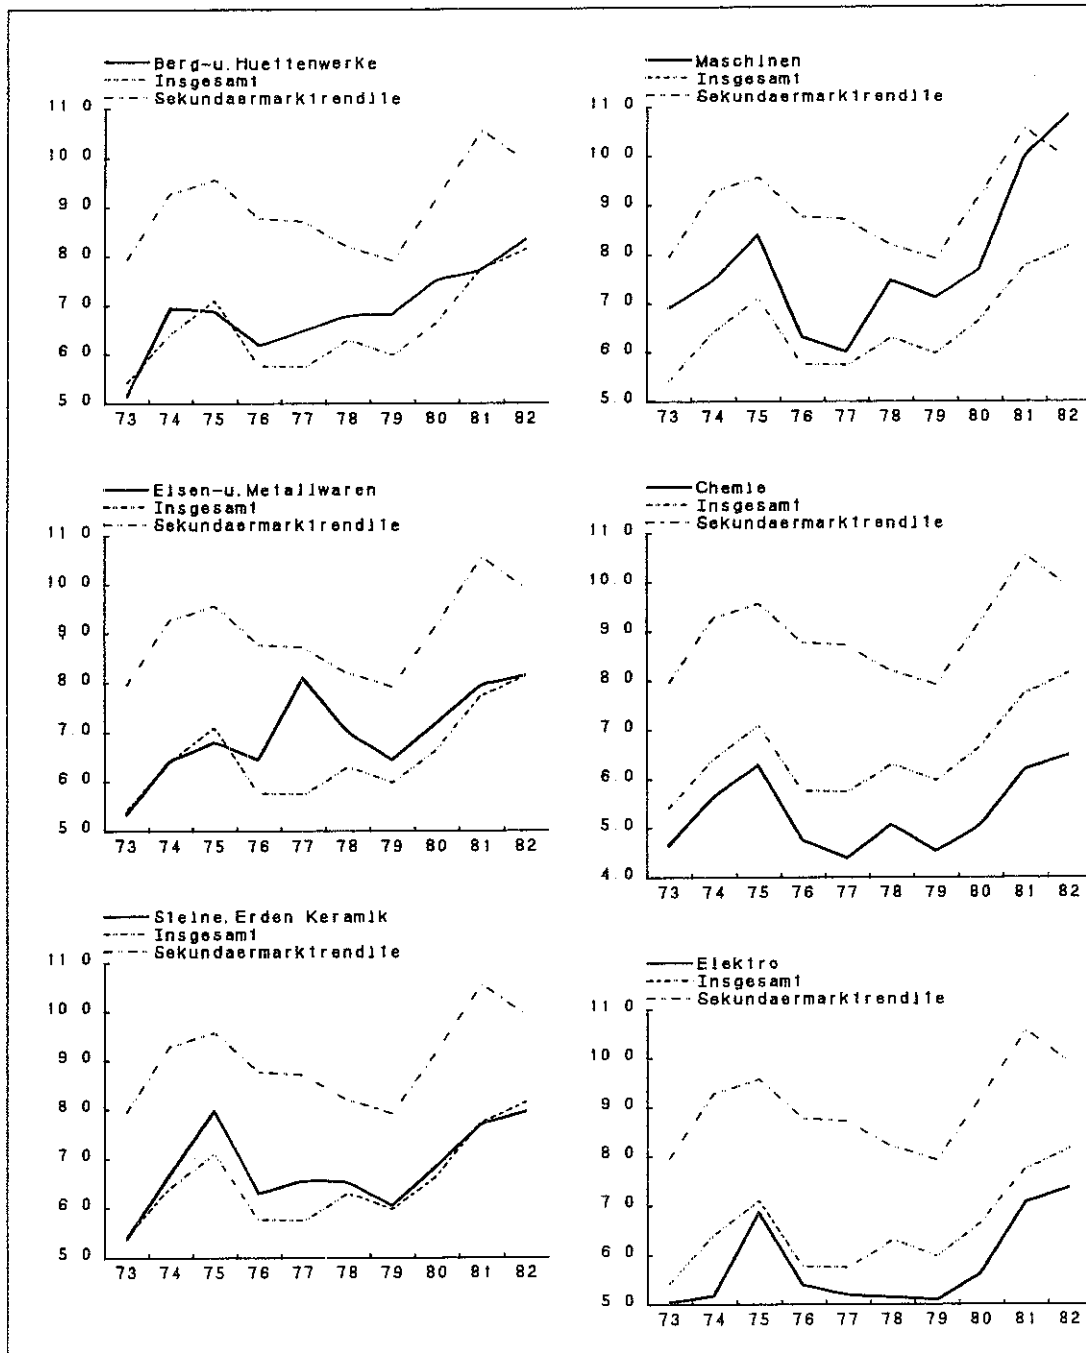 Berg-u.Huettenwerke
Insgesamt
Sekundaermarktrendite
11 0
10 0
9 0
8 0
7 0
6 0
5 0
73 74 75 76 77 78 79 80 81 82
Maschinen
Insgesamt
Sekundaermarktrendite
11 0
10 0
9 0
8 0
7 0
6 0
5 0
73 74 75 76 77 78 79 80 81 82
Eisen-u.Metallwaren
Insgesamt
Sekundaermarktrendite
11 0
10 0
9 0
8 0
7 0
6 0
5 0
73 74 75 76 77 78 79 80 81 82
Chemie
Insgesamt
Sekundaermarktrendite
11 0
10 0
9 0
8 0
7 0
6 0
5 0
4 0
73 74 75 76 77 78 79 80 81 82
Steine,Erden Keramik
Insgesamt
Sekundaermarktrendite
11 0
10 0
9 0
8 0
7 0
6 0
5 0
73 74 75 76 77 78 79 80 81 82
Elektro
Insgesamt
Sekundaermarktrendite
11 0
10 0
9 0
8 0
7 0
6 0
5 0
73 74 75 76 77 78 79 80 81 82